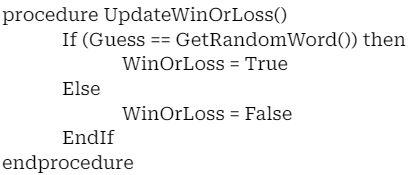 procedure UpdateWinOrLoss()
If (Guess == GetRandomWord()) then
WinOrLoss = True
Else
WinOrLoss = False
EndIf
endprocedure